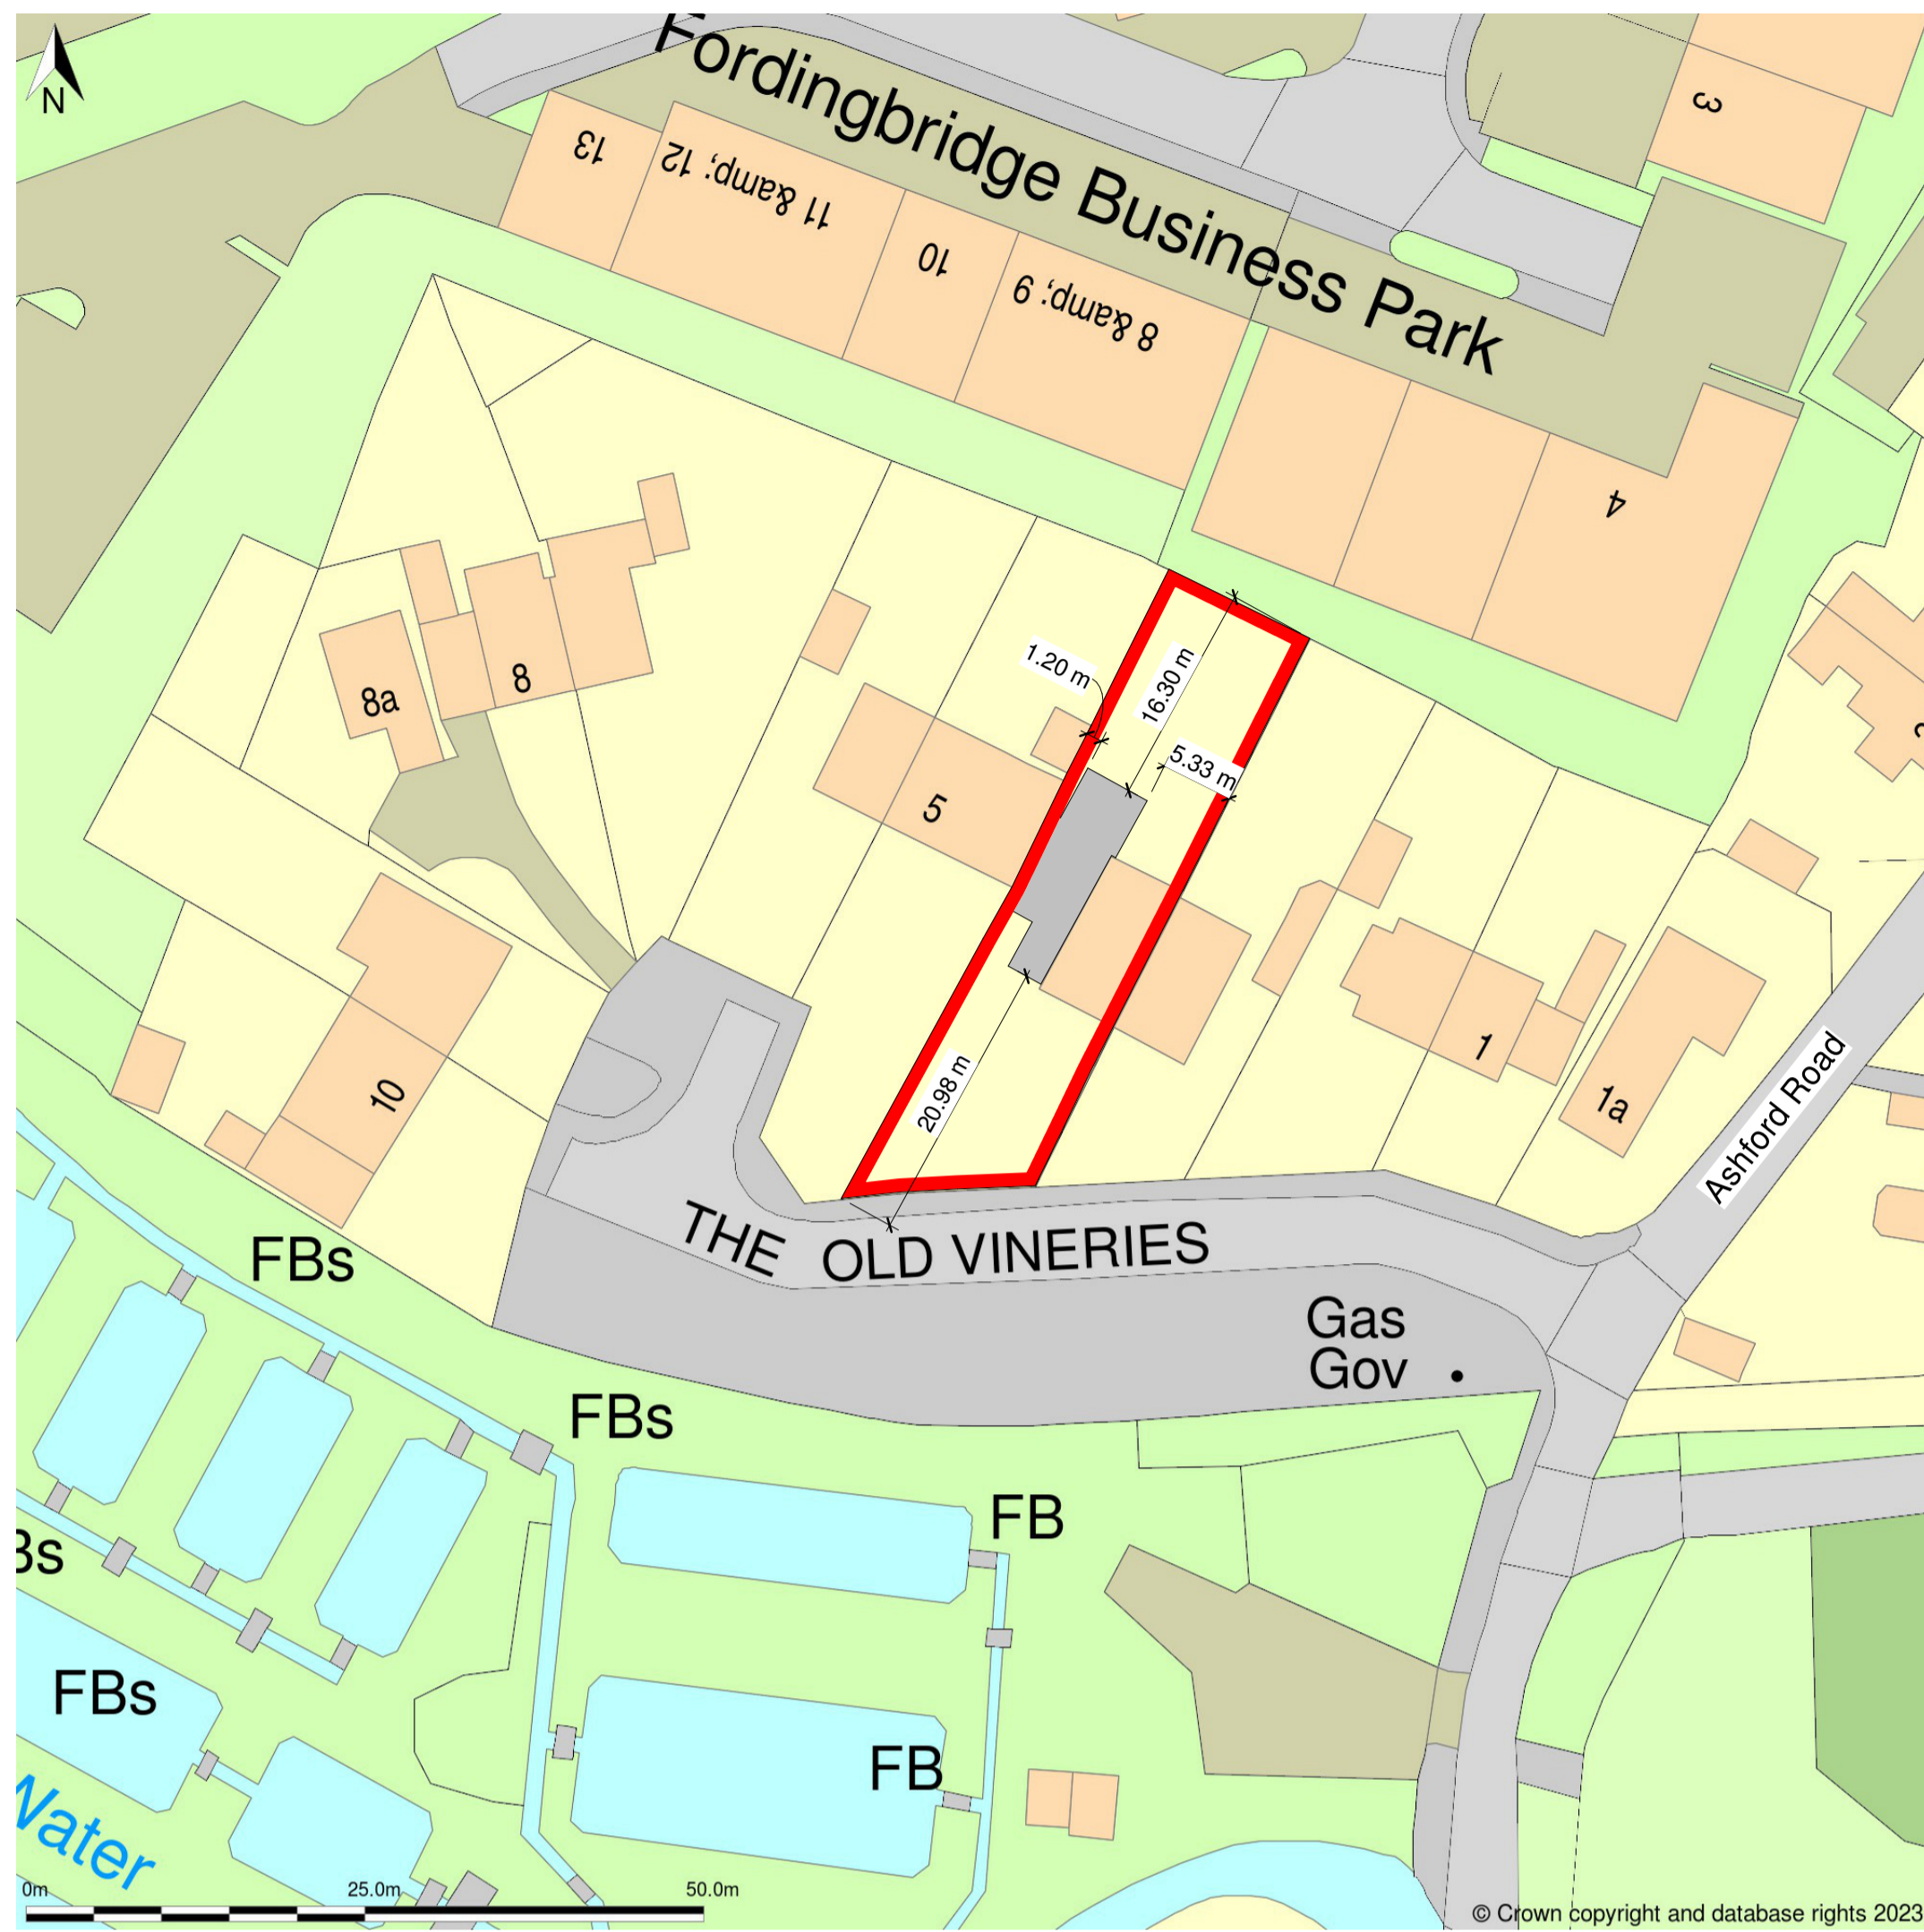 N
Fordingbridge Business Park
3
13
11 &amp; 12
10
8 &amp; 9
4
8a
8
5
1.20 m
16.30 m
5.33 m
10
20.98 m
1
1a
Ashford Road
THE OLD VINERIES
Gas
Gov
FBs
FBs
FB
FBs
FB
Water
0m
25.0m
50.0m
© Crown copyright and database rights 2023